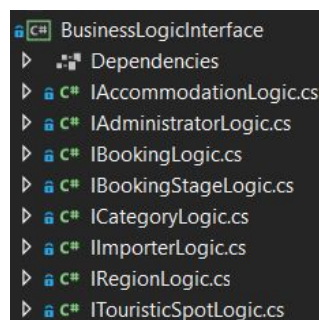 C# BusinessLogicInterface
Dependencies
C# IAccommodationLogic.cs
C# IAdministratorLogic.cs
C# IBookingLogic.cs
C# IBookingStageLogic.cs
C# ICategoryLogic.cs
C# IImporterLogic.cs
C# IRegionLogic.cs
C# ITouristicSpotLogic.cs